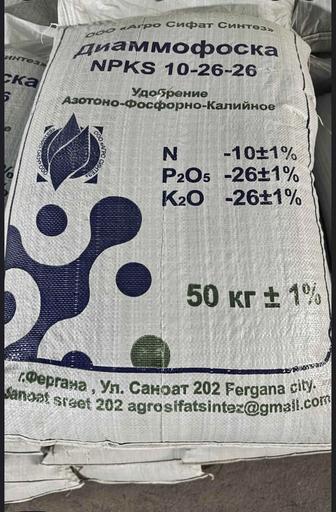 ООО «Агро Сифат Синтез»
Диаммофоска
NPKS 10-26-26
Удобрение
Азотоно-Фосфорно-Калийное
N -10±1%
P₂O₅ -26±1%
K₂O -26±1%
50 кг ± 1%
г.Фергана , Ул. Саноат 202 Fergana city.
Sanoat sreet 202 agrosifatsintez@gmail.com